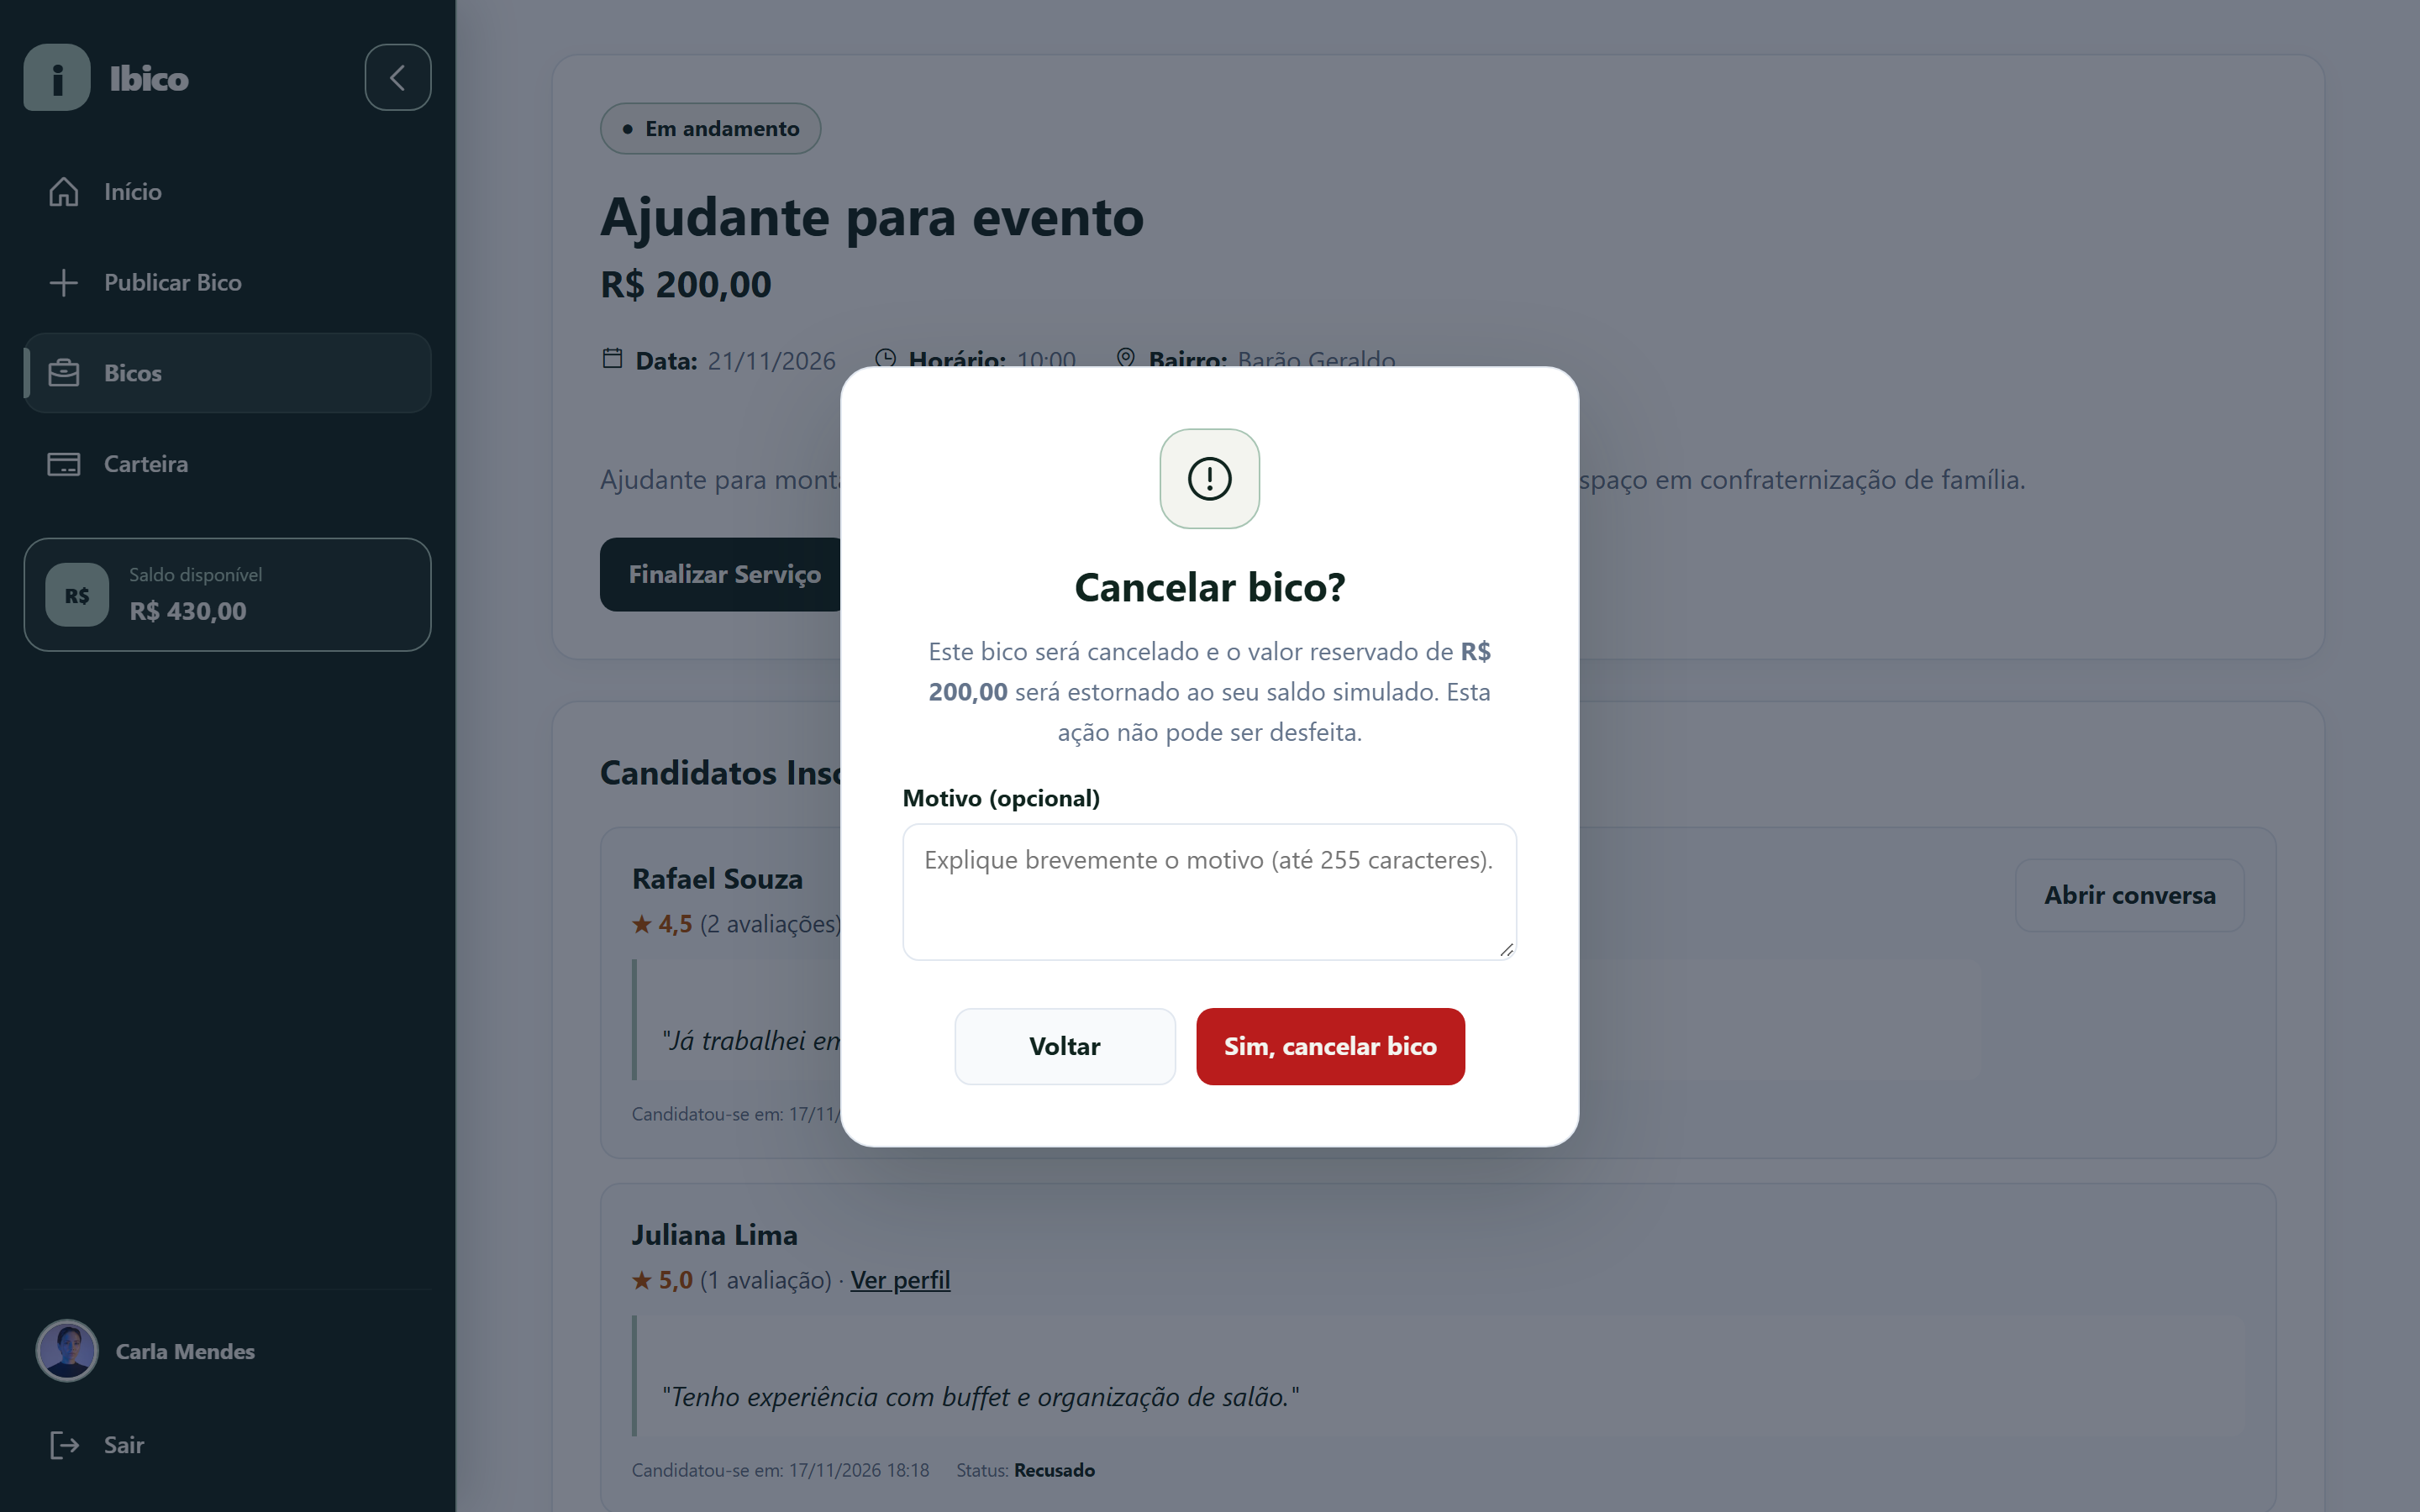 i
Ibico
Início
Publicar Bico
Bicos
Carteira
R$
Saldo disponível
R$ 430,00
Carla Mendes
Sair
Em andamento
Ajudante para evento
R$ 200,00
Data: 21/11/2026 Horário: 10:00 Bairro: Barão Geraldo
Ajudante para
em confraternização de família.
Finalizar Serviço
Candidatos
Rafael Souza
★ 4,5 (2 avaliações)
Abrir conversa
"Já trabalhei
Candidatou-se em: 17/11/
Juliana Lima
★ 5,0 (1 avaliação) · Ver perfil
"Tenho experiência com buffet e organização de salão."
Candidatou-se em: 17/11/2026 18:18 Status: Recusado
Cancelar bico?
Este bico será cancelado e o valor reservado de R$
200,00 será estornado ao seu saldo simulado. Esta
ação não pode ser desfeita.
Motivo (opcional)
Explique brevemente o motivo (até 255 caracteres).
Voltar
Sim, cancelar bico